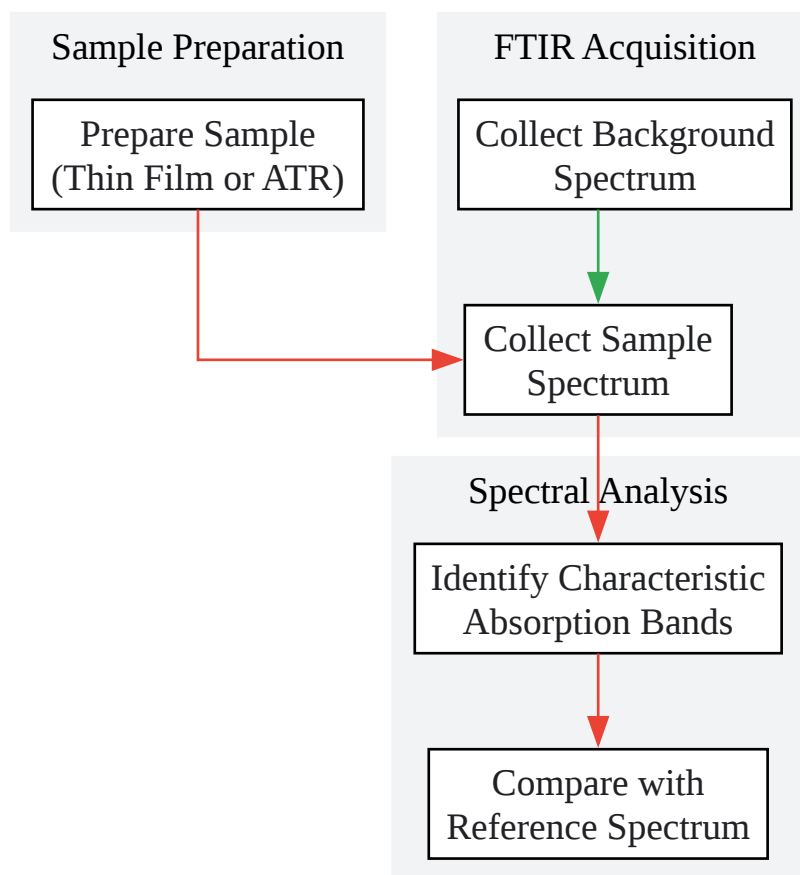 Sample Preparation
Prepare Sample
(Thin Film or ATR)
FTIR Acquisition
Collect Background
Spectrum
Collect Sample
Spectrum
Spectral Analysis
Identify Characteristic
Absorption Bands
Compare with
Reference Spectrum